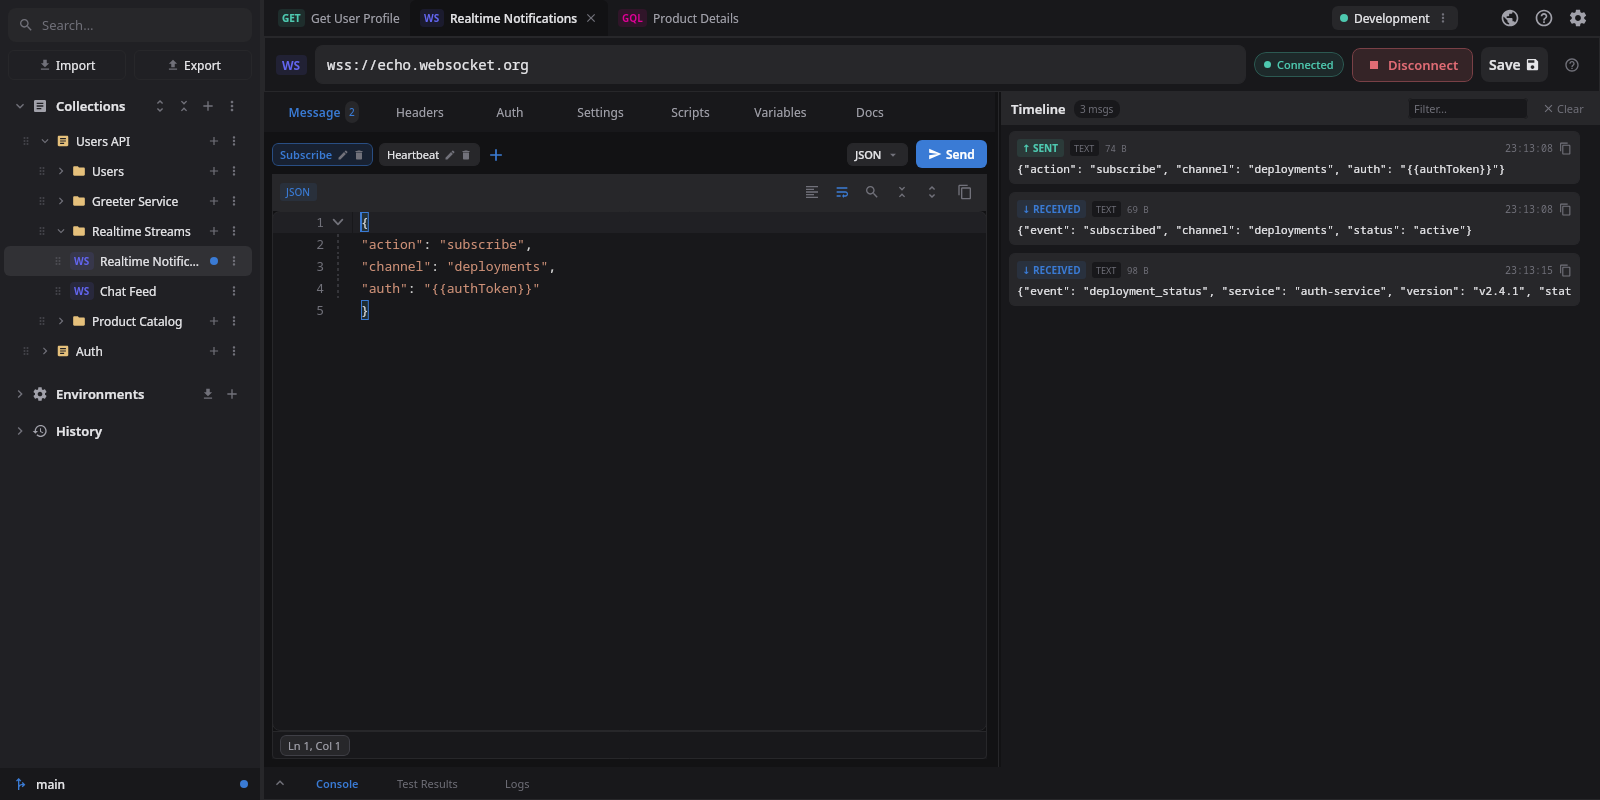 Search...
Import
Export
Collections
Users API
Users
Greeter Service
Realtime Streams
WS Realtime Notific...
WS Chat Feed
Product Catalog
Auth
Environments
History
main
GET Get User Profile
WS Realtime Notifications
GQL Product Details
Development
WS wss://echo.websocket.org
Connected
Disconnect
Save
Message 2
Headers
Auth
Settings
Scripts
Variables
Docs
Subscribe
Heartbeat
JSON
Send
JSON
1 {
2 "action": "subscribe",
3 "channel": "deployments",
4 "auth": "{{authToken}}"
5 }
Ln 1, Col 1
Timeline 3 msgs
Filter...
Clear
↑ SENT TEXT 74 B 23:13:08
{"action": "subscribe", "channel": "deployments", "auth": "{{authToken}}"}
↓ RECEIVED TEXT 69 B 23:13:08
{"event": "subscribed", "channel": "deployments", "status": "active"}
↓ RECEIVED TEXT 98 B 23:13:15
{"event": "deployment_status", "service": "auth-service", "version": "v2.4.1", "stat
Console
Test Results
Logs